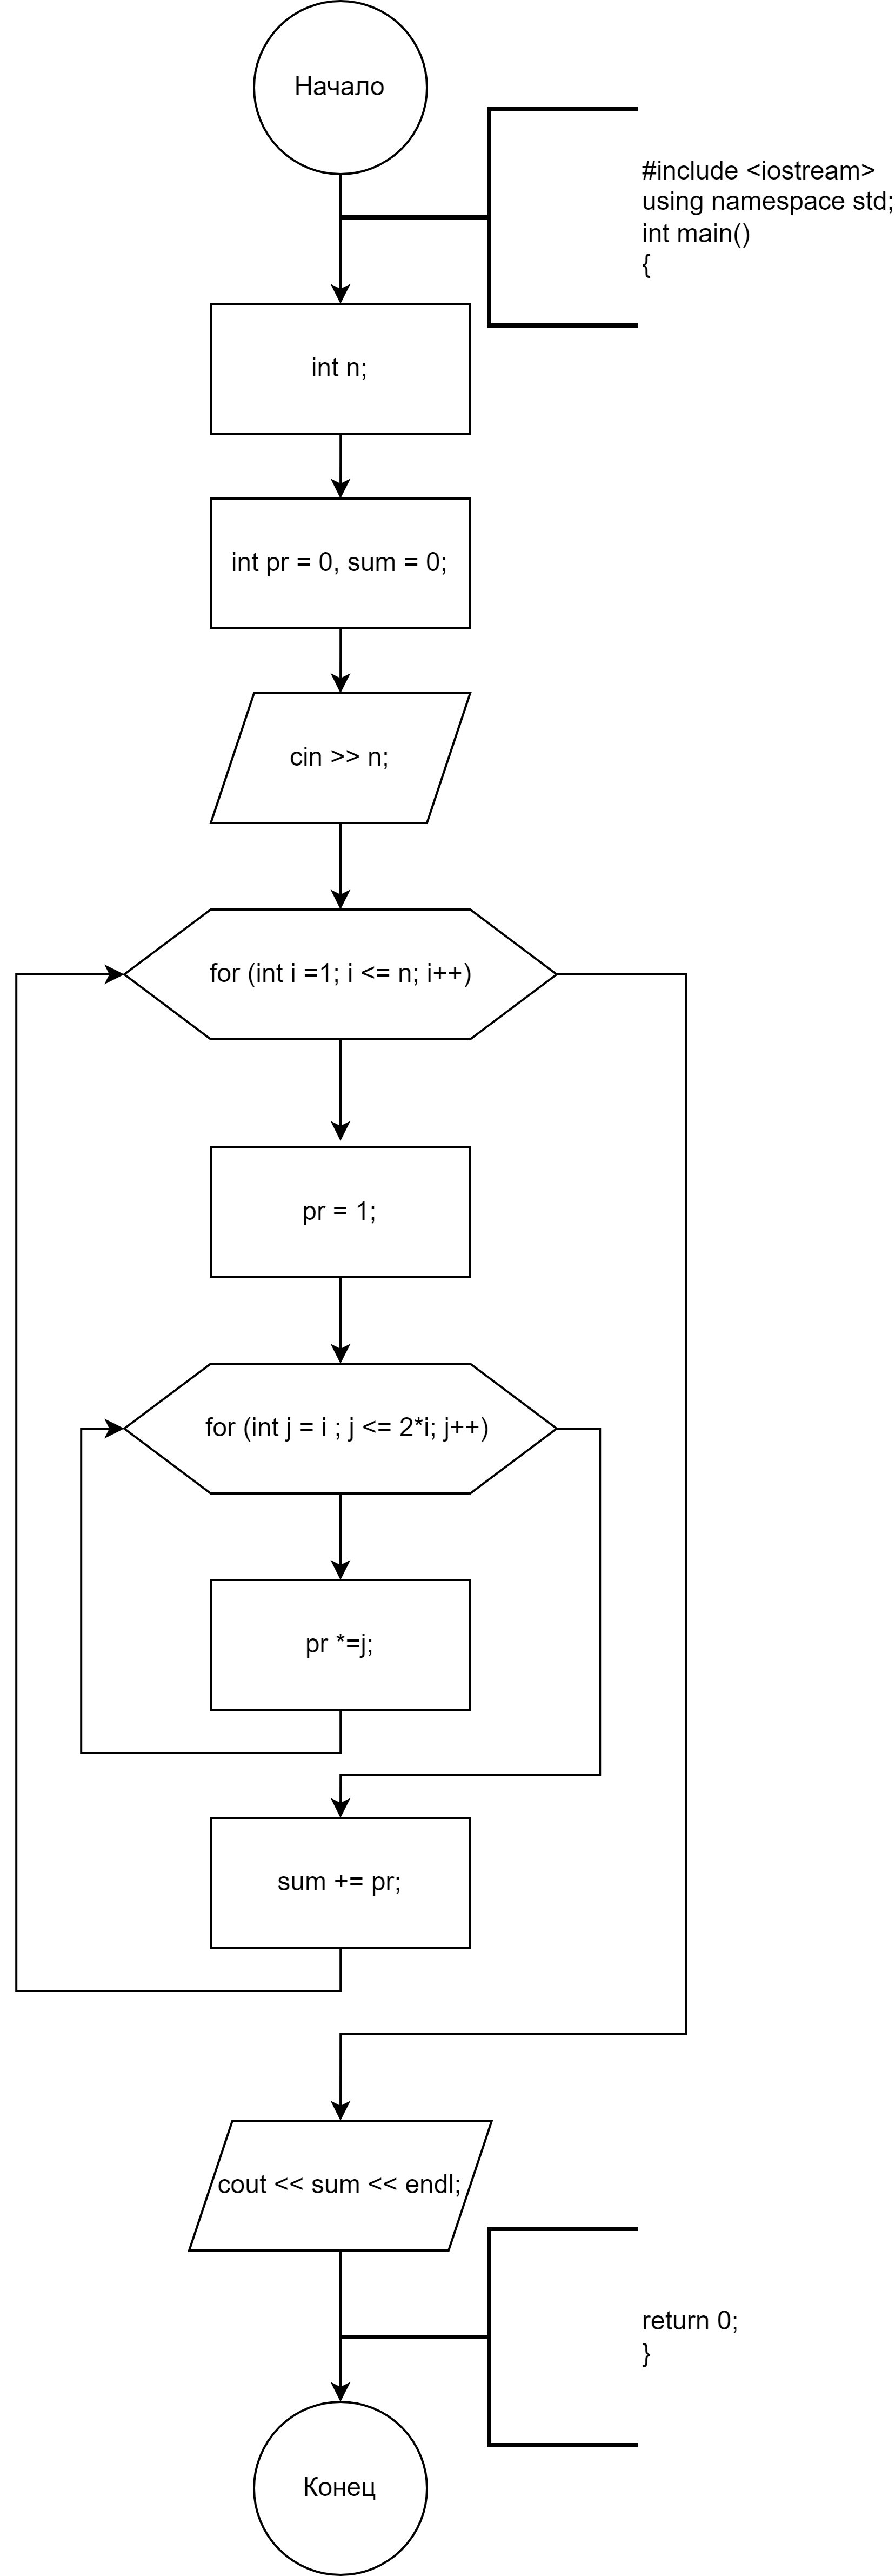 Начало
#include <iostream>
using namespace std;
int main()
{
int n;
int pr = 0, sum = 0;
cin >> n;
for (int i =1; i <= n; i++)
pr = 1;
for (int j = i ; j <= 2*i; j++)
pr *=j;
sum += pr;
cout << sum << endl;
return 0;
}
Конец